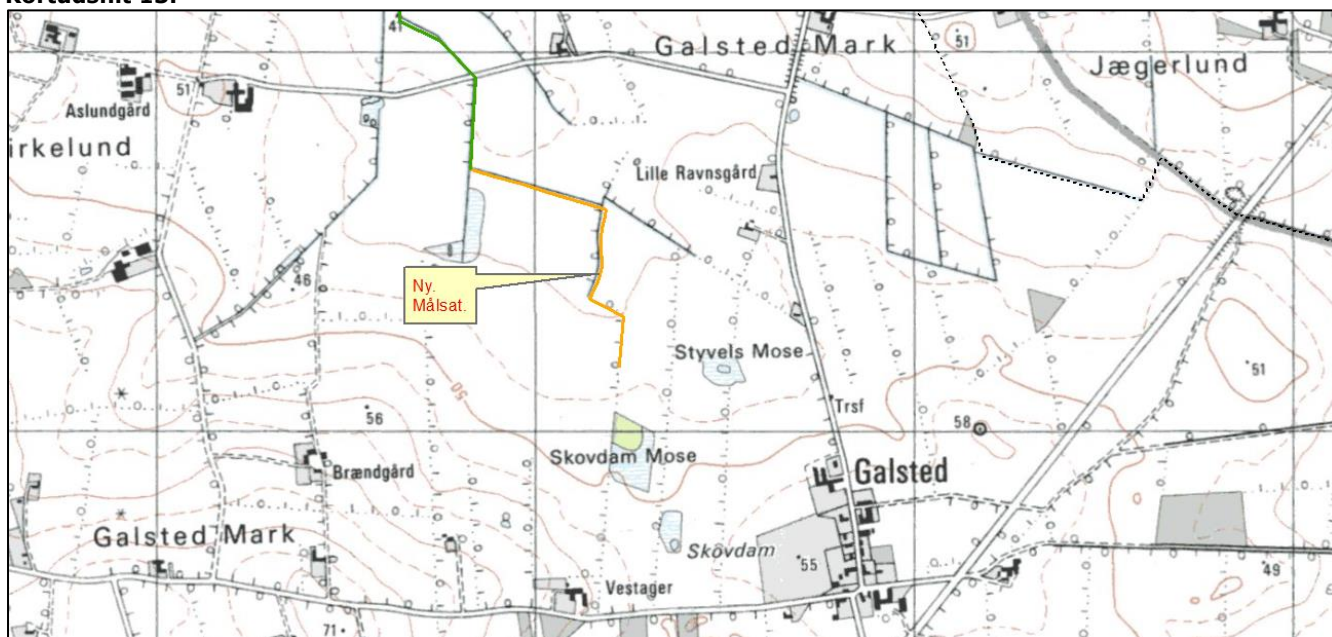 Kortudsnit 15.
41
Galsted Mark
51
Jægerlund
51
Aslundgård
irkelund
Lille Ravnsgård
46
Ny.
Målsat.
50
Styvels Mose
51
56
Trsf
58
Skovdam Mose
Galsted
Brændgård
Galsted Mark
Skovdam
55
49
Vestager
71